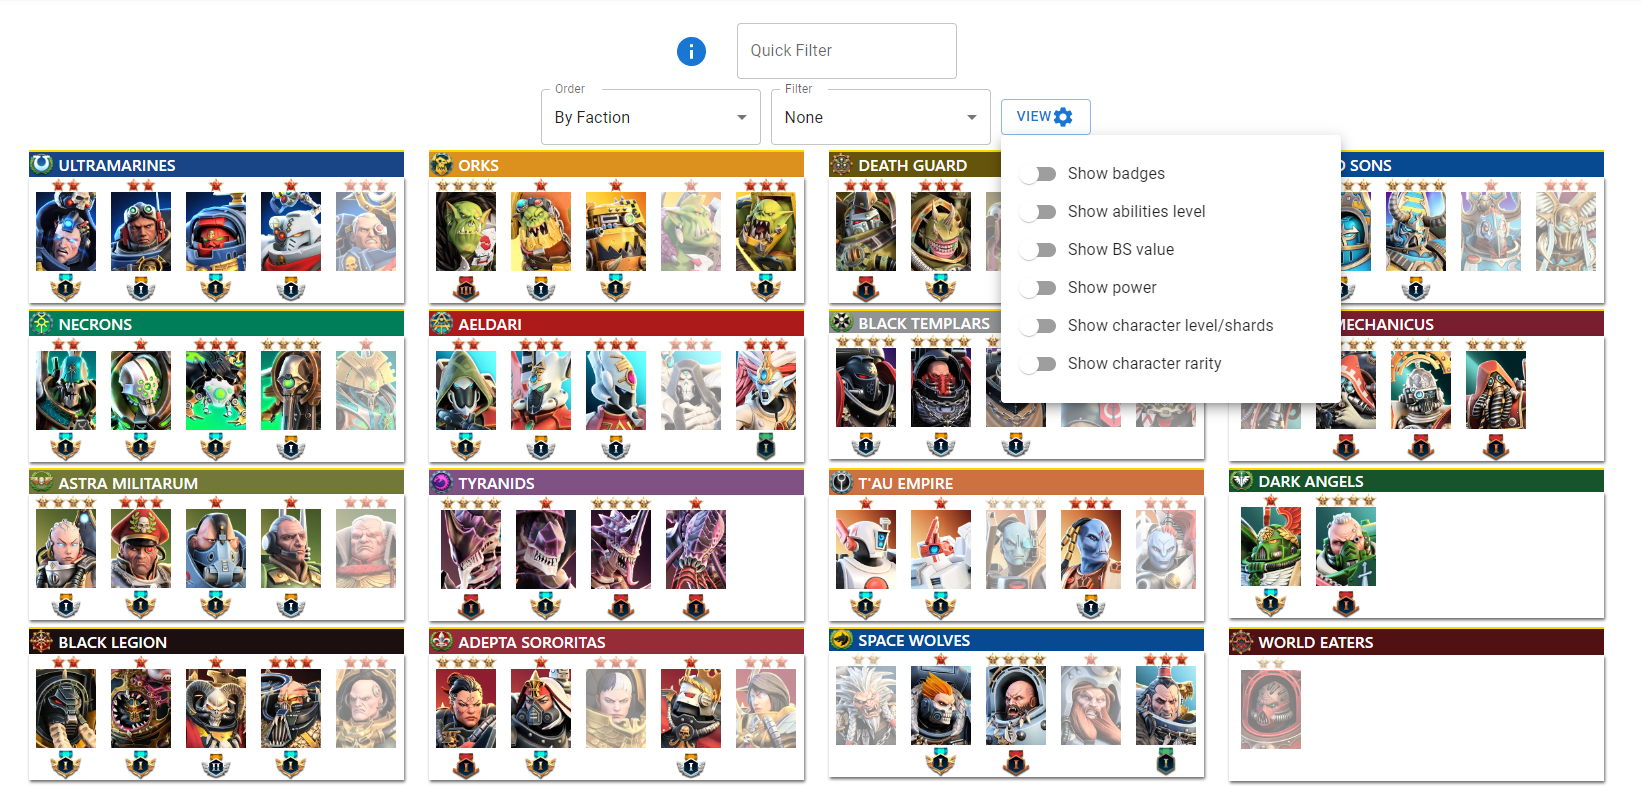 Quick Filter
Order
By Faction
Filter
None
VIEW
Show badges
Show abilities level
Show BS value
Show power
Show character level/shards
Show character rarity
ULTRAMARINES
ORKS
DEATH GUARD
SONS
NECRONS
AELDARI
BLACK TEMPLARS
MECHANICUS
ASTRA MILITARUM
TYRANIDS
T'AU EMPIRE
DARK ANGELS
BLACK LEGION
ADEPTA SORORITAS
SPACE WOLVES
WORLD EATERS